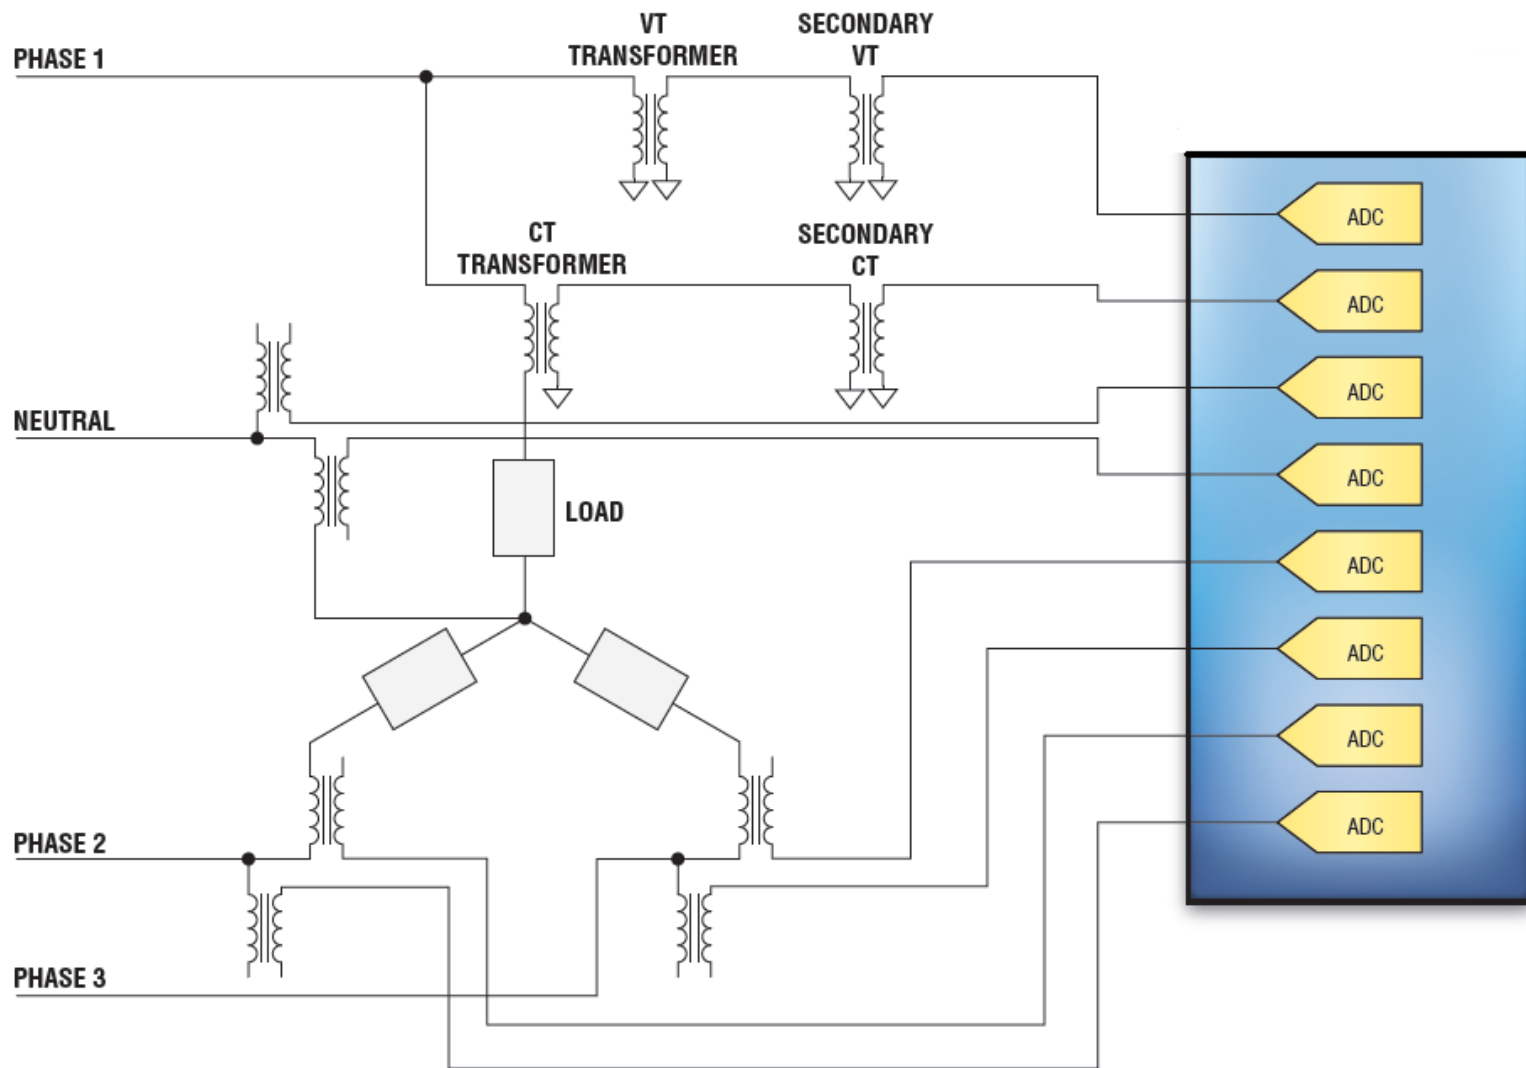 PHASE 1
VT
TRANSFORMER
SECONDARY
VT
ADC
CT
TRANSFORMER
SECONDARY
CT
ADC
ADC
NEUTRAL
ADC
LOAD
ADC
ADC
ADC
PHASE 2
ADC
PHASE 3